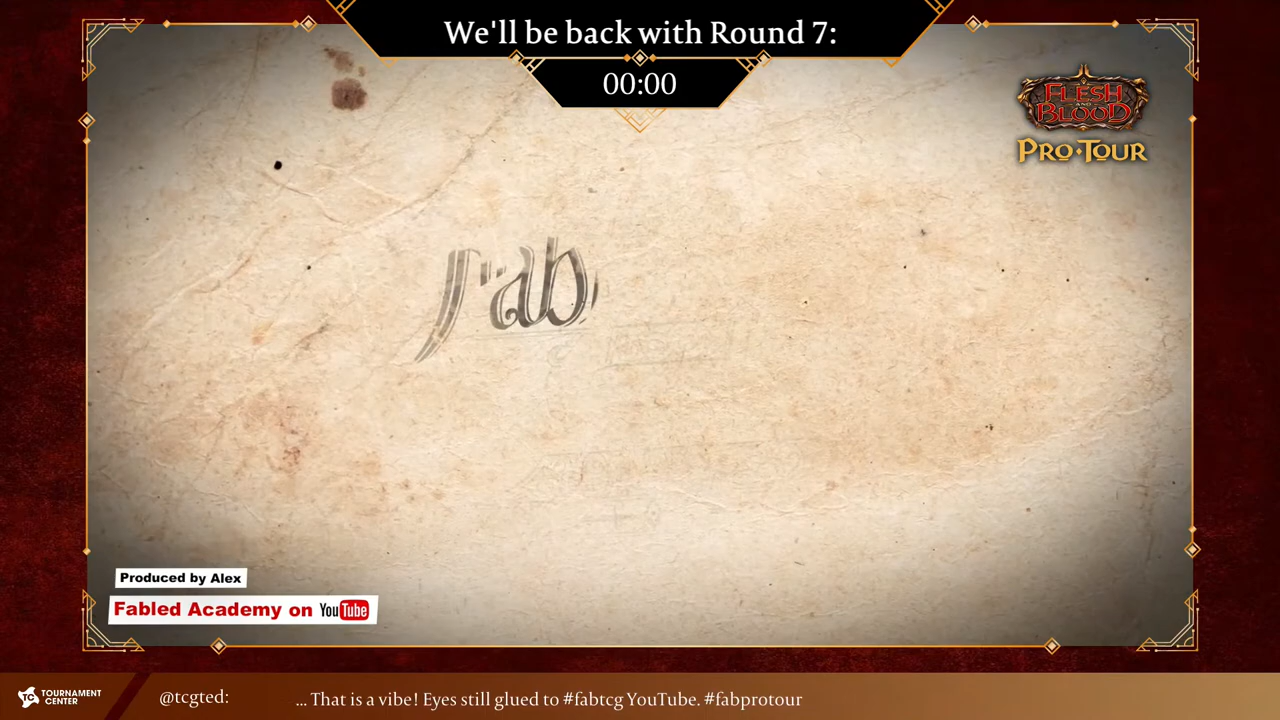 We'll be back with Round 7:
00:00
FLESH
AND
BLOOD
PRO·TOUR
Fab
Produced by Alex
Fabled Academy on YouTube
TC TOURNAMENT
CENTER
@tcgted: ... That is a vibe! Eyes still glued to #fabtcg YouTube. #fabprotour